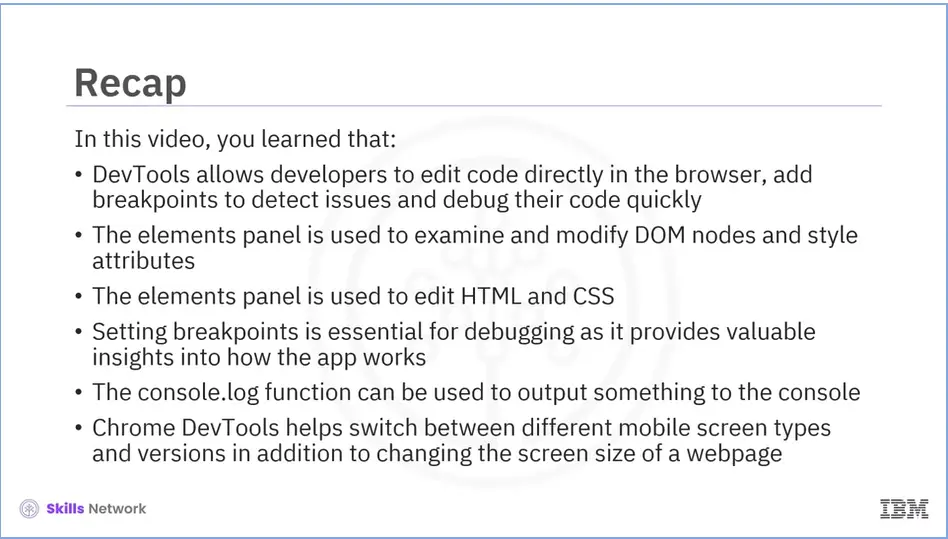 Recap
In this video, you learned that:
• DevTools allows developers to edit code directly in the browser, add
breakpoints to detect issues and debug their code quickly
• The elements panel is used to examine and modify DOM nodes and style
attributes
• The elements panel is used to edit HTML and CSS
• Setting breakpoints is essential for debugging as it provides valuable
insights into how the app works
• The console.log function can be used to output something to the console
• Chrome DevTools helps switch between different mobile screen types
and versions in addition to changing the screen size of a webpage
Skills Network
IBM